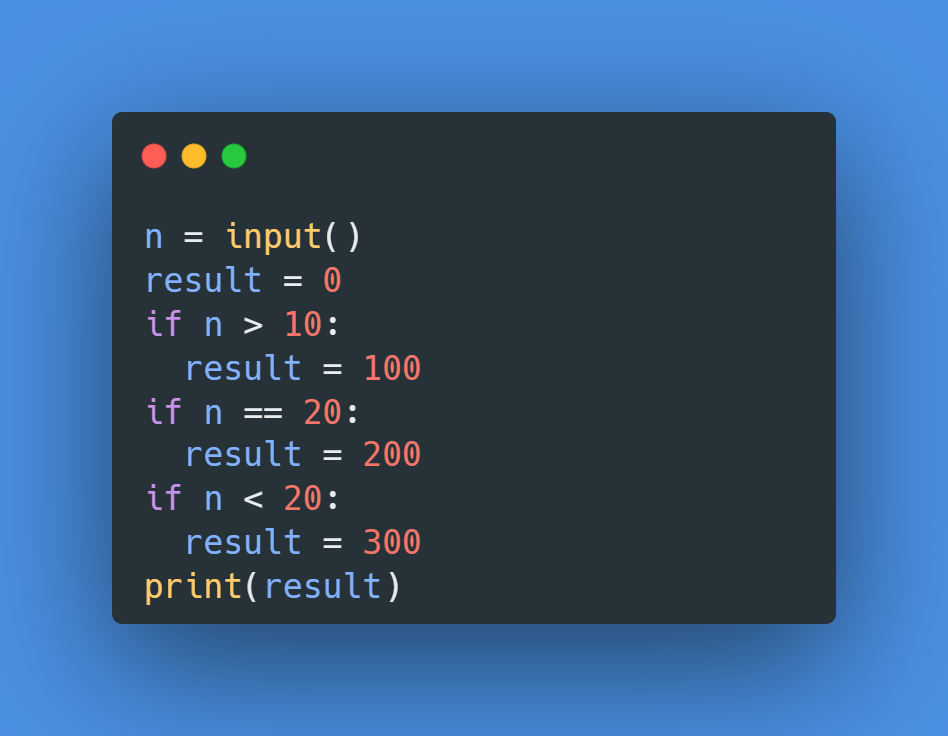 n = input()
result = 0
if n > 10:
  result = 100
if n == 20:
  result = 200
if n < 20:
  result = 300
print(result)